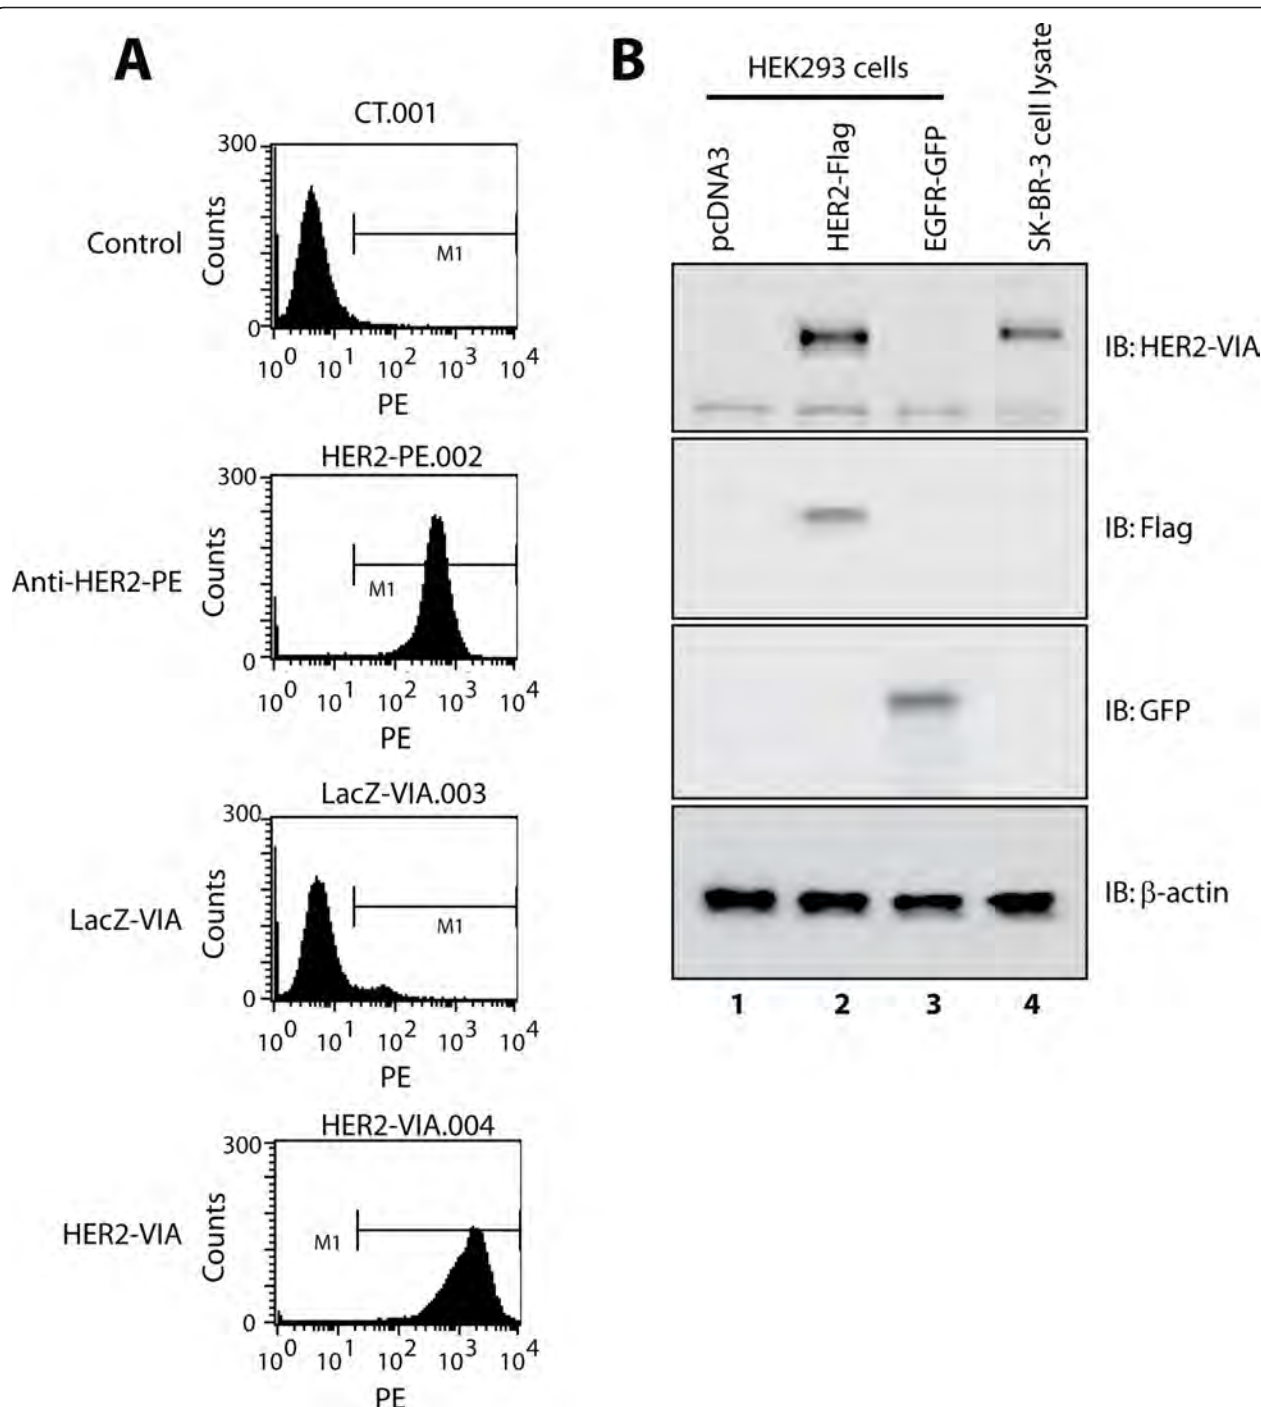 A
CT.001
300
Control
Counts
M1
0
10^0 10^1 10^2 10^3 10^4
PE
HER2-PE.002
300
Anti-HER2-PE
Counts
M1
0
10^0 10^1 10^2 10^3 10^4
PE
LacZ-VIA.003
300
LacZ-VIA
Counts
M1
0
10^0 10^1 10^2 10^3 10^4
PE
HER2-VIA.004
300
HER2-VIA
Counts
M1
0
10^0 10^1 10^2 10^3 10^4
PE
B
HEK293 cells
pcDNA3
HER2-Flag
EGFR-GFP
SK-BR-3 cell lysate
IB: HER2-VIA
IB: Flag
IB: GFP
IB: β-actin
1 2 3 4